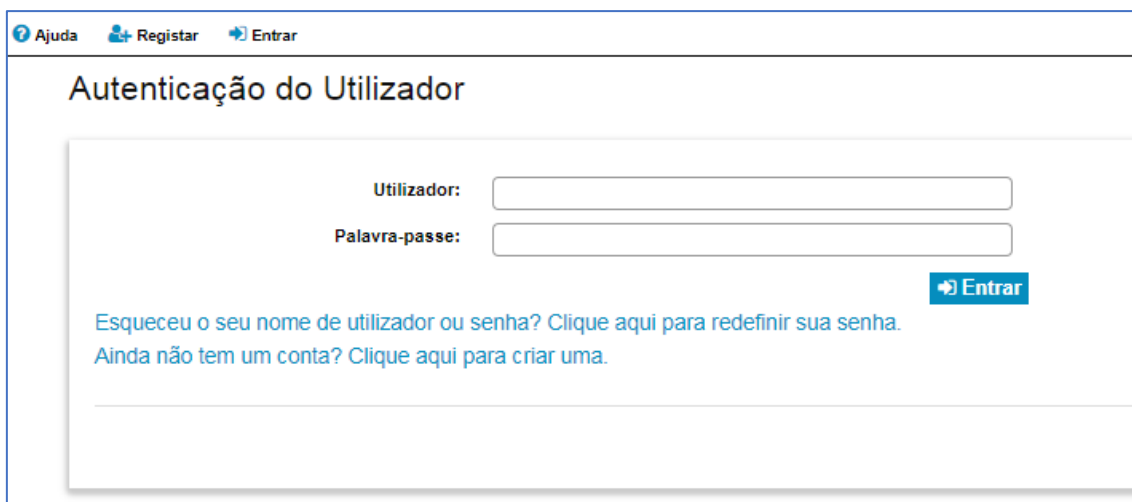 Ajuda Registar Entrar
Autenticação do Utilizador
Utilizador:
Palavra-passe:
Entrar
Esqueceu o seu nome de utilizador ou senha? Clique aqui para redefinir sua senha.
Ainda não tem um conta? Clique aqui para criar uma.